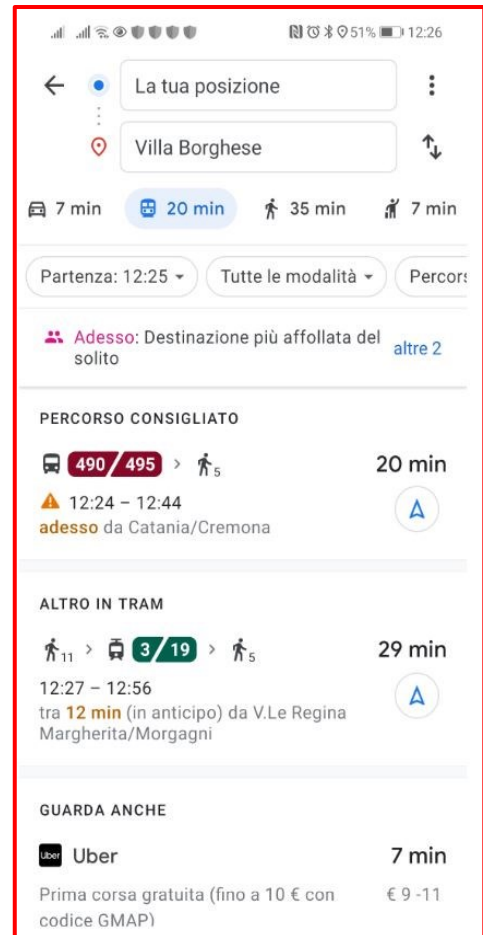 51% 12:26
La tua posizione
Villa Borghese
7 min 20 min 35 min 7 min
Partenza: 12:25 Tutte le modalità Percors
Adesso: Destinazione più affollata del
solito
altre 2
PERCORSO CONSIGLIATO
490/495 > 5 20 min
12:24 – 12:44
adesso da Catania/Cremona
ALTRO IN TRAM
11 > 3/19 > 5 29 min
12:27 – 12:56
tra 12 min (in anticipo) da V.Le Regina
Margherita/Morgagni
GUARDA ANCHE
Uber Uber 7 min
Prima corsa gratuita (fino a 10 € con € 9 -11
codice GMAP)